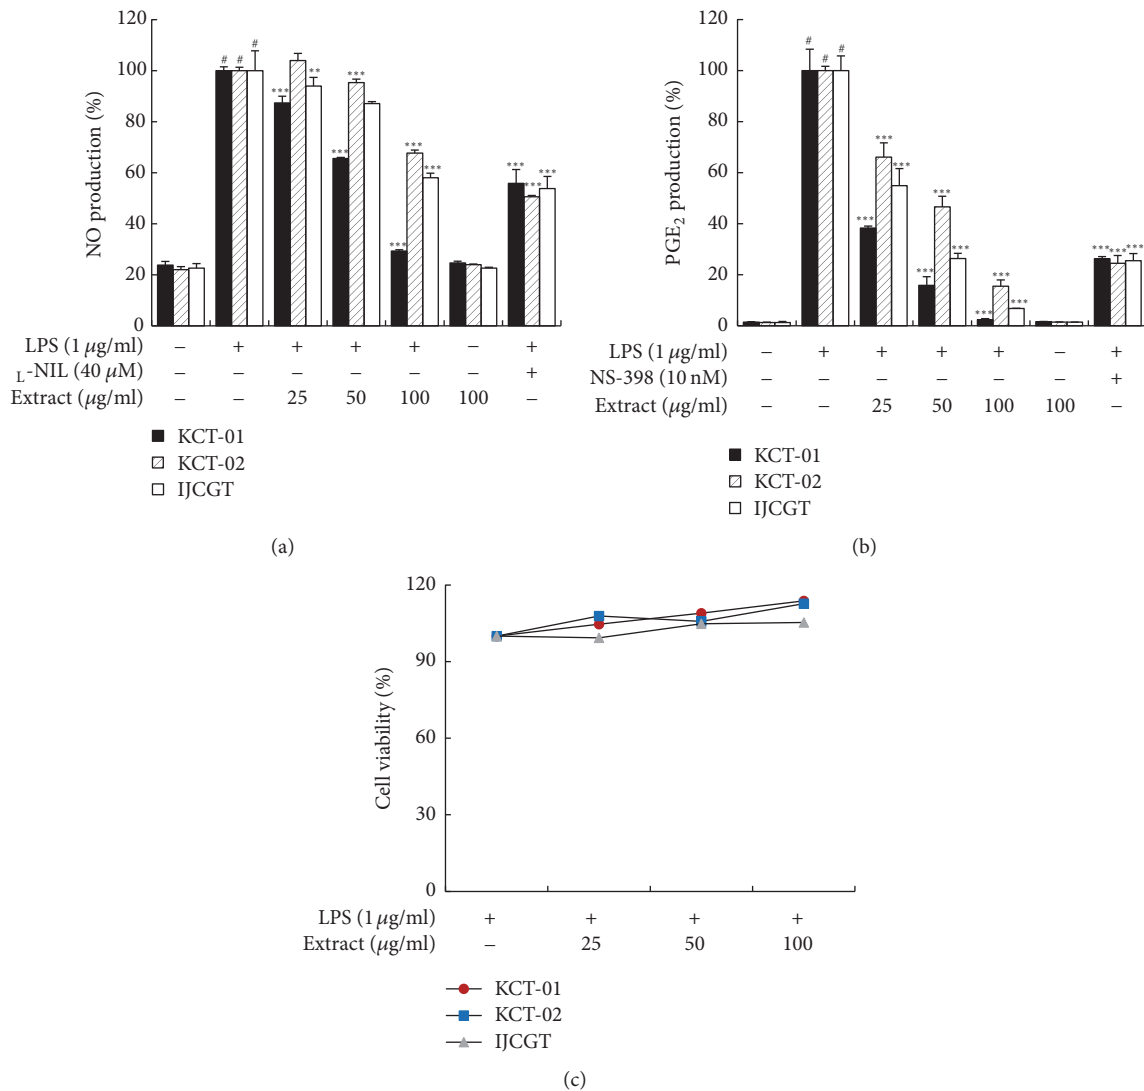 120
100
80
60
40
20
0
NO production (%)
# # #
*** **
*** ***
*** *** ***
*** *** ***
LPS (1 μg/ml) – + + + + – +
L-NIL (40 μM) – – – – – – +
Extract (μg/ml) – – 25 50 100 100 –
KCT-01
KCT-02
IJCGT
(a)
120
100
80
60
40
20
0
PGE2 production (%)
# # #
*** *** ***
*** *** ***
*** *** ***
*** *** ***
LPS (1 μg/ml) – + + + + – +
NS-398 (10 nM) – – – – – – +
Extract (μg/ml) – – 25 50 100 100 –
KCT-01
KCT-02
IJCGT
(b)
120
90
60
30
0
Cell viability (%)
LPS (1 μg/ml) + + + +
Extract (μg/ml) – 25 50 100
KCT-01
KCT-02
IJCGT
(c)